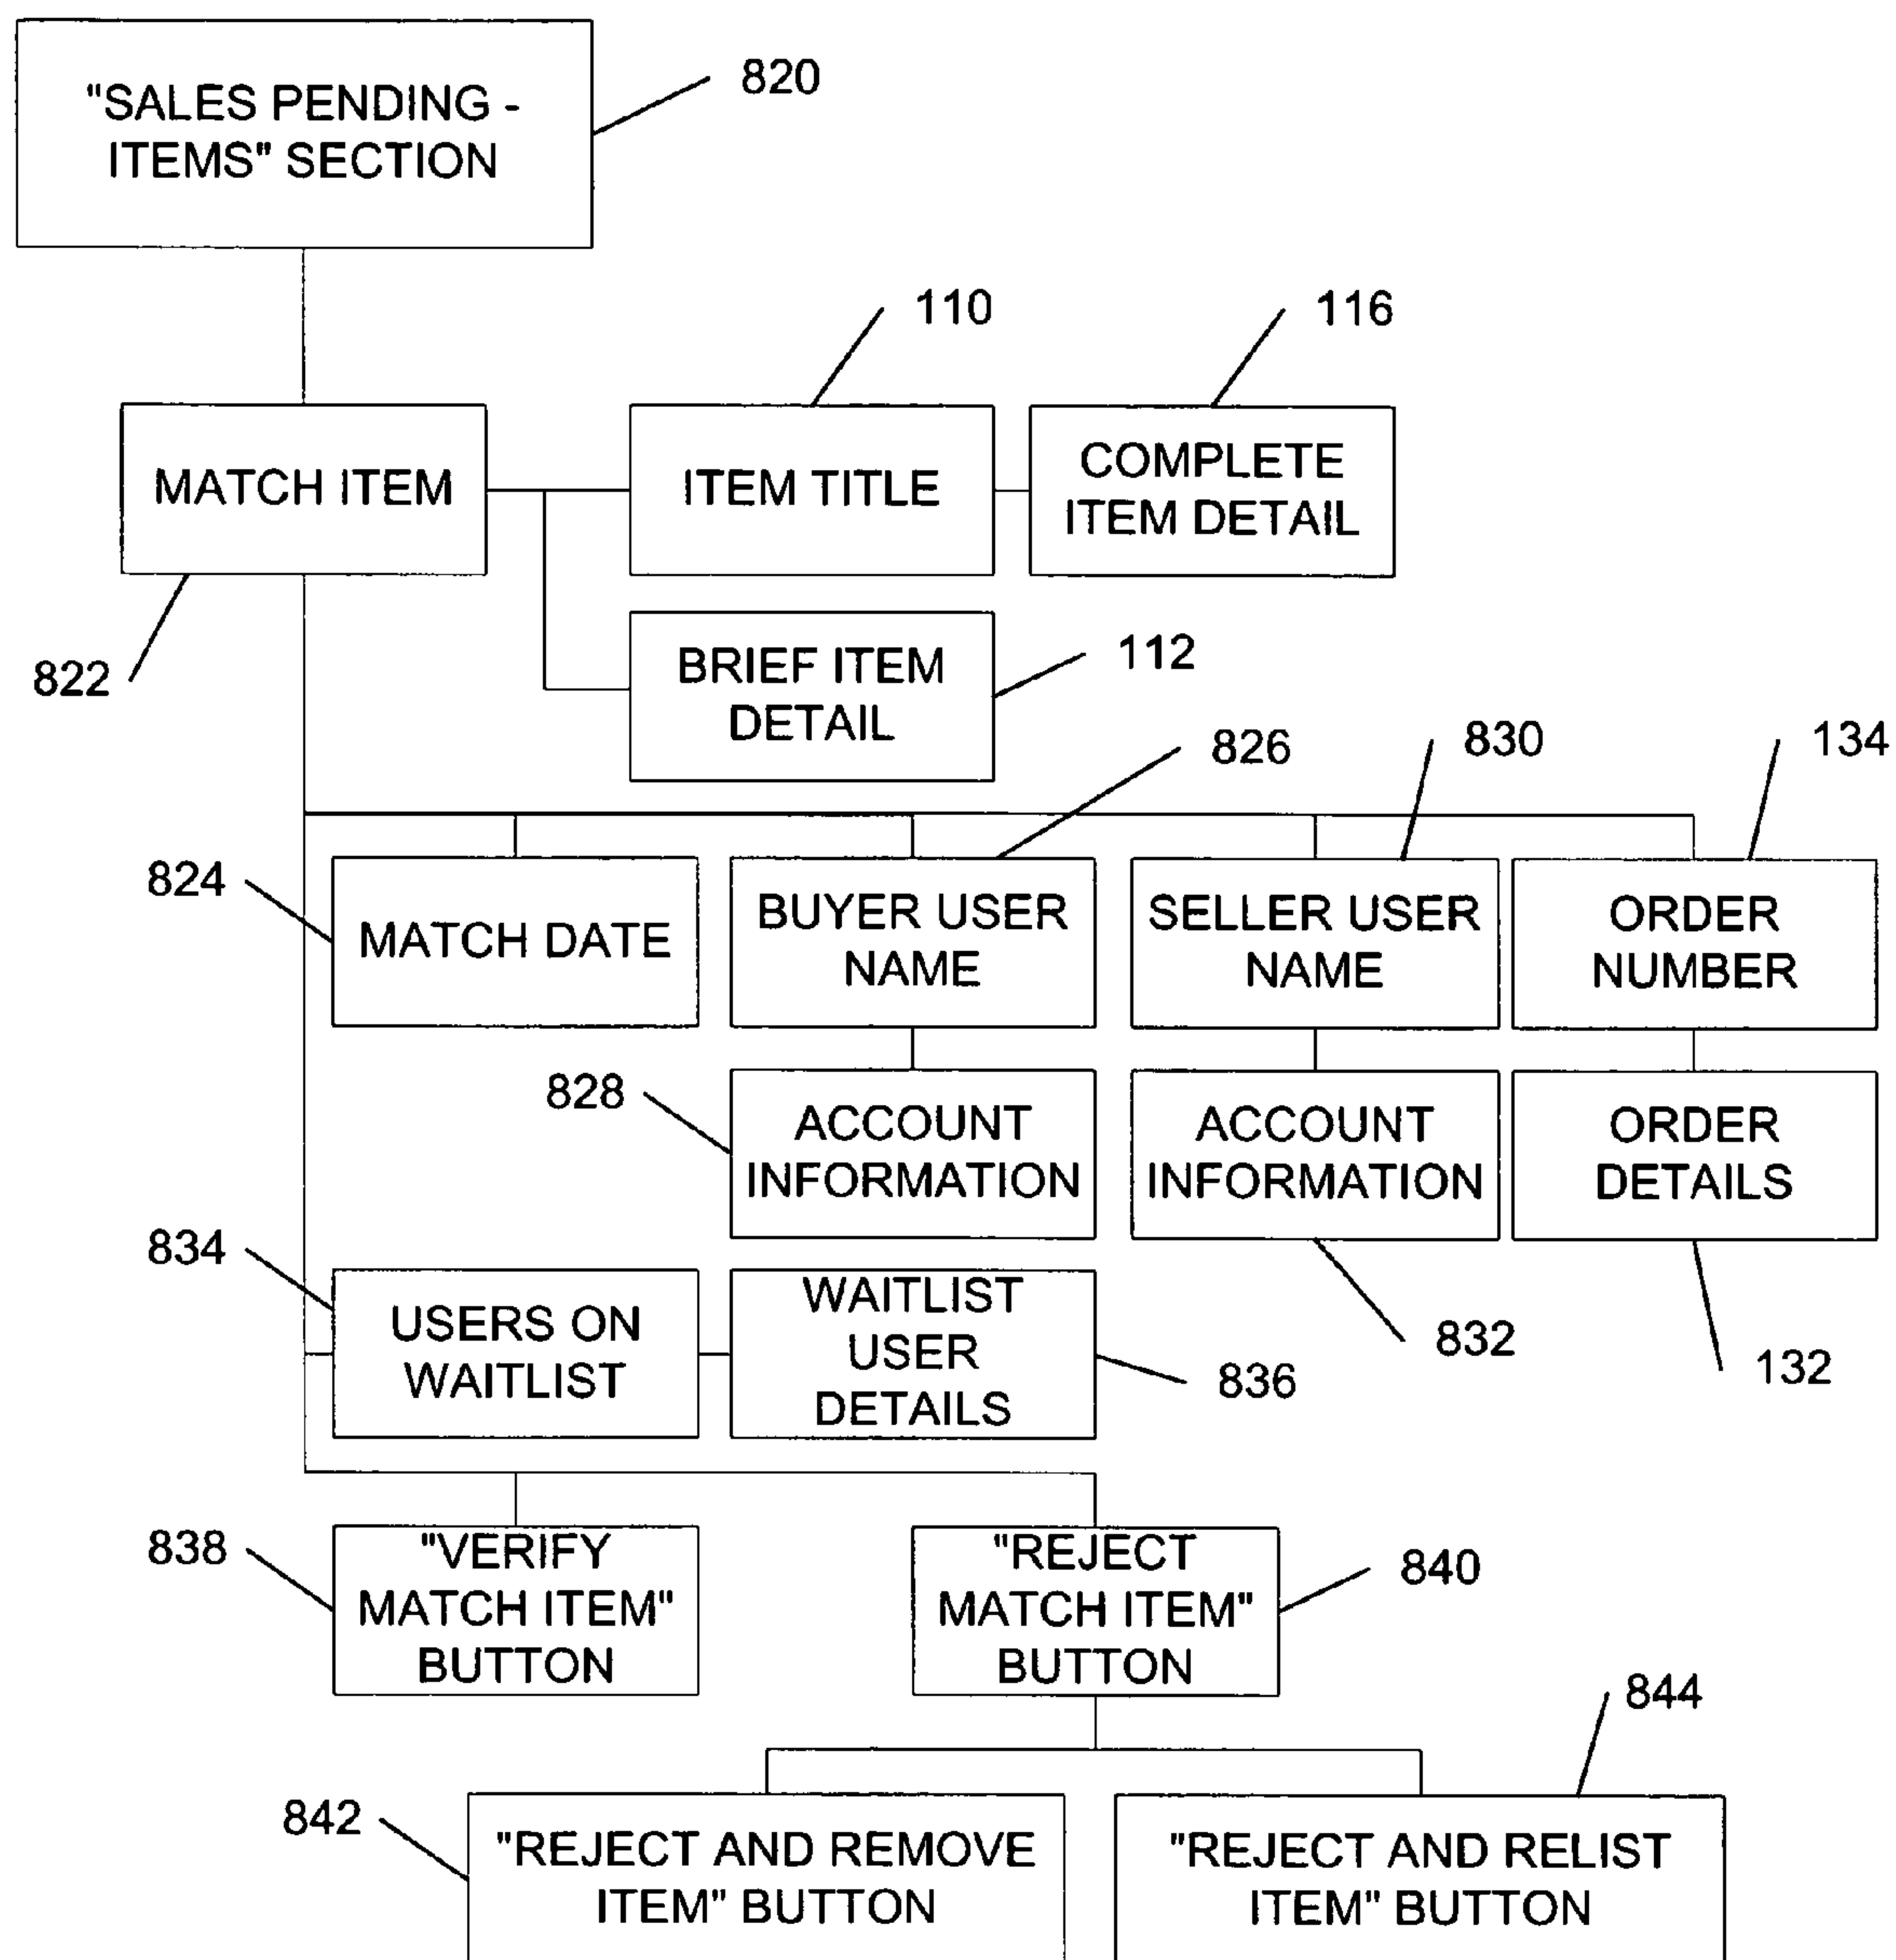 "SALES PENDING -
ITEMS" SECTION
820
110
116
MATCH ITEM
ITEM TITLE
COMPLETE
ITEM DETAIL
822
BRIEF ITEM
DETAIL
112
826
830
134
824
MATCH DATE
BUYER USER
NAME
SELLER USER
NAME
ORDER
NUMBER
828
ACCOUNT
INFORMATION
ACCOUNT
INFORMATION
ORDER
DETAILS
834
USERS ON
WAITLIST
WAITLIST
USER
DETAILS
836
832
132
838
"VERIFY
MATCH ITEM"
BUTTON
"REJECT
MATCH ITEM"
BUTTON
840
844
842
"REJECT AND REMOVE
ITEM" BUTTON
"REJECT AND RELIST
ITEM" BUTTON